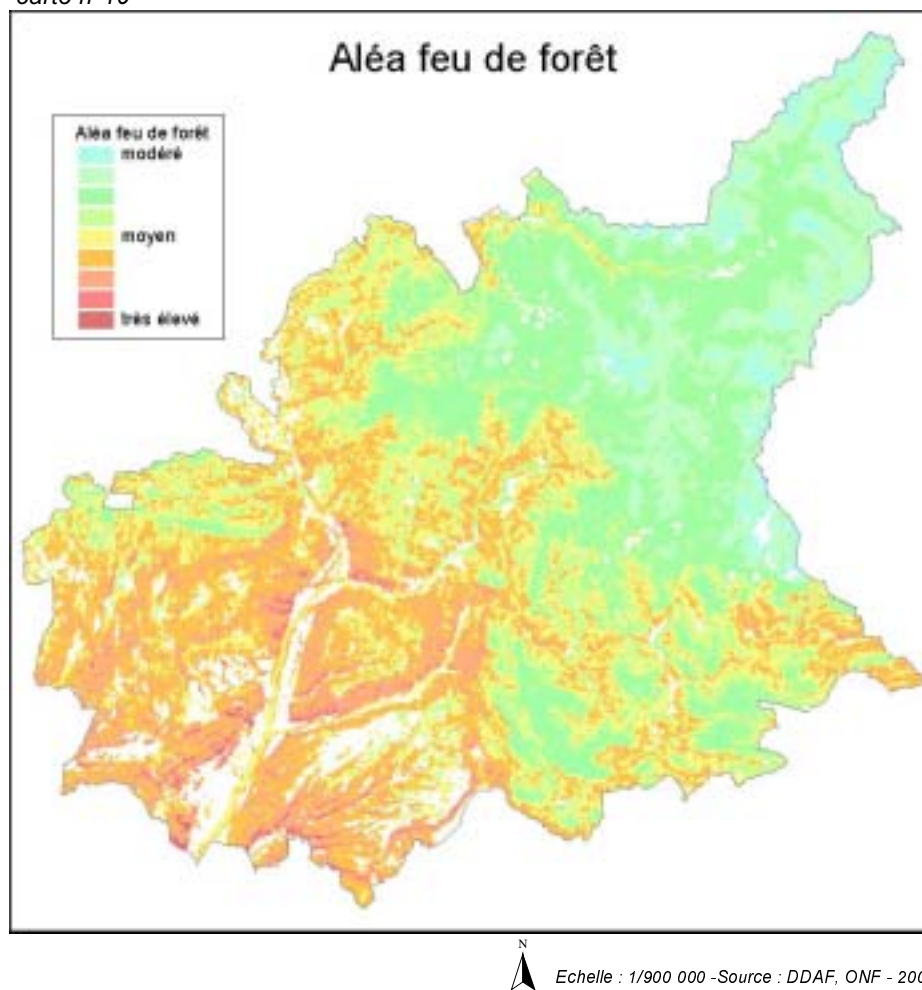 Aléa feu de forêt
Aléa feu de forêt
modéré
moyen
très élevé
N
Echelle : 1/900 000 -Source : DDAF, ONF - 200